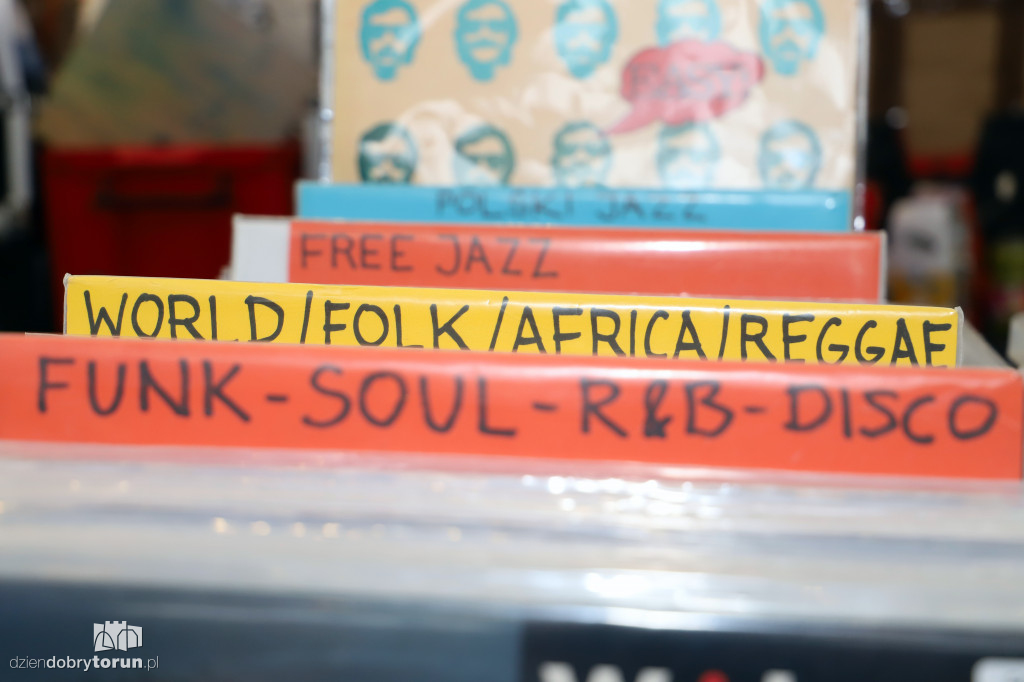 POLSKI JAZZ
FREE JAZZ
WORLD/FOLK/AFRICA/REGGAE
FUNK-SOUL-R&B-DISCO
dziendobrytorun.pl